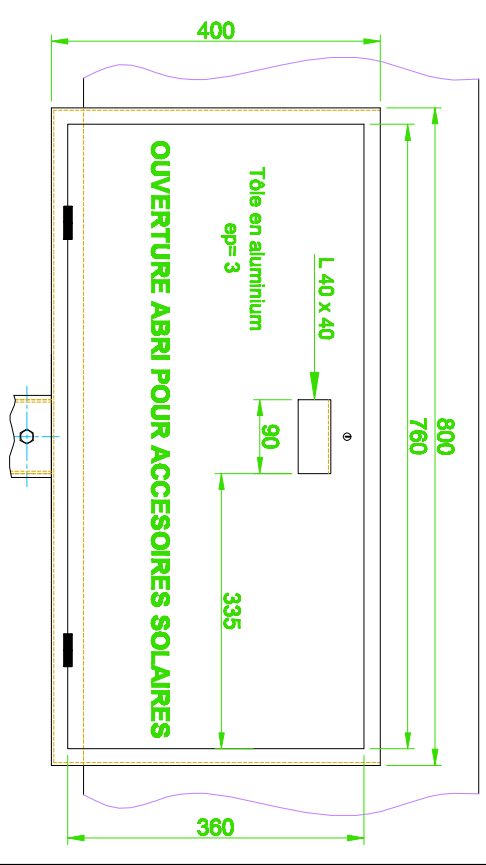 400
800
760
L 40 x 40
Tôle en aluminium
ep= 3
90
335
OUVERTURE ABRI POUR ACCESOIRES SOLAIRES
360